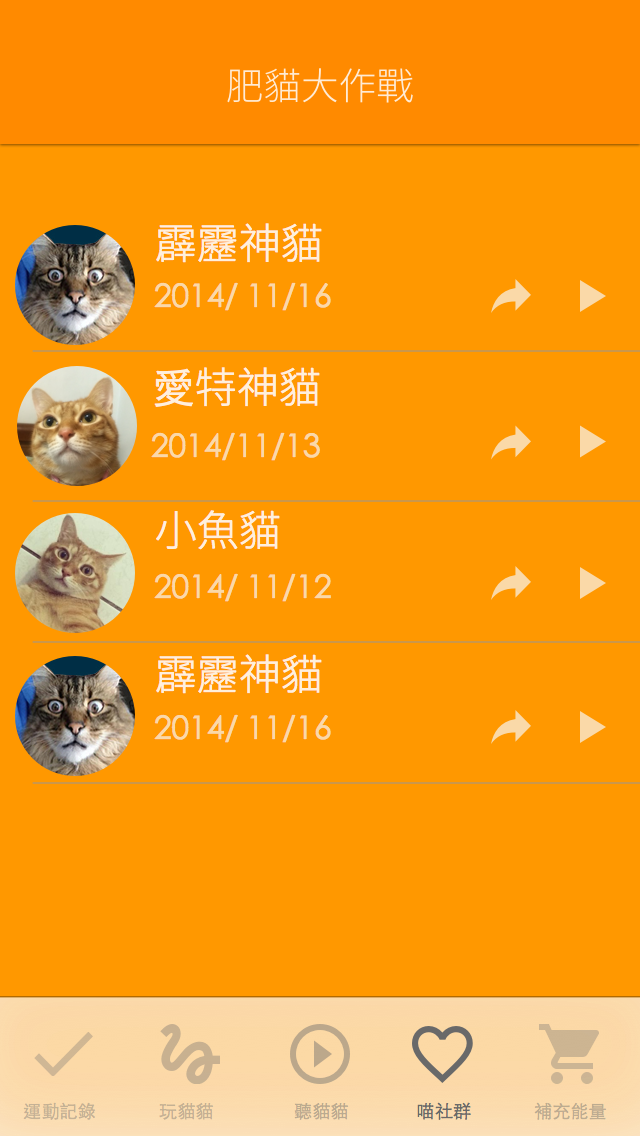 肥貓大作戰
霹靂神貓
2014/ 11/16
愛特神貓
2014/11/13
小魚貓
2014/ 11/12
霹靂神貓
2014/ 11/16
運動記錄 玩貓貓 聽貓貓 喵社群 補充能量